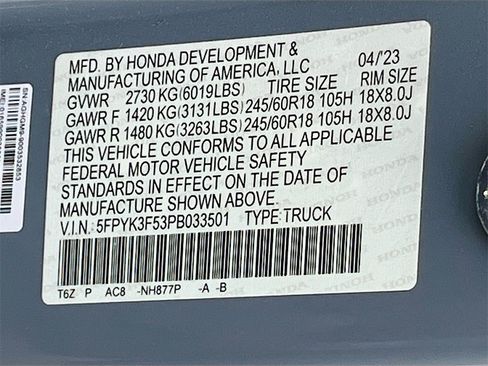 MFD. BY HONDA DEVELOPMENT &
MANUFACTURING OF AMERICA, LLC 04/'23
GVWR 2730 KG(6019LBS) TIRE SIZE RIM SIZE
GAWR F 1420 KG(3131LBS) 245/60R18 105H 18X8.0J
GAWR R 1480 KG(3263LBS) 245/60R18 105H 18X8.0J
THIS VEHICLE CONFORMS TO ALL APPLICABLE
FEDERAL MOTOR VEHICLE SAFETY
STANDARDS IN EFFECT ON THE DATE OF
MANUFACTURE SHOWN ABOVE.
V.I.N.: 5FPYK3F53PB033501 TYPE:TRUCK
T6Z P AC8 -NH877P -A -B